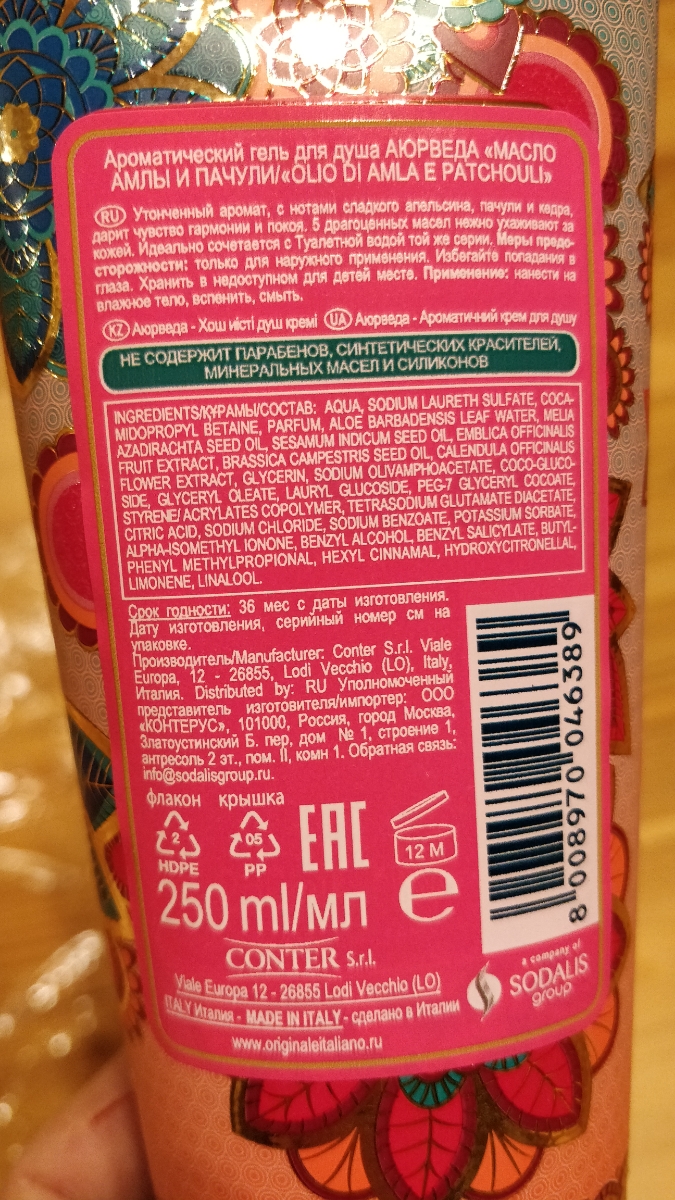 Ароматический гель для душа АЮРВЕДА «МАСЛО
АМЛЫ И ПАЧУЛИ/«OLIO DI AMLA E PATCHOULI»
RU Утонченный аромат, с нотами сладкого апельсина, пачули и кедра,
дарит чувство гармонии и покоя. 5 драгоценных масел нежно ухаживают за
кожей. Идеально сочетается с Туалетной водой той же серии. Меры предо-
сторожности: только для наружного применения. Избегайте попадания в
глаза. Хранить в недоступном для детей месте. Применение: нанести на
влажное тело, вспенить, смыть.
KZ Аюрведа - Хош иісті душ кремі UA Аюрведа - Ароматичний крем для душу
НЕ СОДЕРЖИТ ПАРАБЕНОВ, СИНТЕТИЧЕСКИХ КРАСИТЕЛЕЙ,
МИНЕРАЛЬНЫХ МАСЕЛ И СИЛИКОНОВ
INGREDIENTS/ҚҰРАМЫ/СОСТАВ: AQUA, SODIUM LAURETH SULFATE, COCA-
MIDOPROPYL BETAINE, PARFUM, ALOE BARBADENSIS LEAF WATER, MELIA
AZADIRACHTA SEED OIL, SESAMUM INDICUM SEED OIL, EMBLICA OFFICINALIS
FRUIT EXTRACT, BRASSICA CAMPESTRIS SEED OIL, CALENDULA OFFICINALIS
FLOWER EXTRACT, GLYCERIN, SODIUM OLIVAMPHOACETATE, COCO-GLUCO-
SIDE, GLYCERYL OLEATE, LAURYL GLUCOSIDE, PEG-7 GLYCERYL COCOATE,
STYRENE/ACRYLATES COPOLYMER, TETRASODIUM GLUTAMATE DIACETATE,
CITRIC ACID, SODIUM CHLORIDE, SODIUM BENZOATE, POTASSIUM SORBATE,
ALPHA-ISOMETHYL IONONE, BENZYL ALCOHOL, BENZYL SALICYLATE, BUTYL-
PHENYL METHYLPROPIONAL, HEXYL CINNAMAL, HYDROXYCITRONELLAL,
LIMONENE, LINALOOL.
Срок годности: 36 мес с даты изготовления.
Дату изготовления, серийный номер см на
упаковке.
Производитель/Manufacturer: Conter S.r.l. Viale
Europa, 12 - 26855, Lodi Vecchio (LO), Italy,
Италия. Distributed by: RU Уполномоченный
представитель изготовителя/импортер: ООО
«КОНТЕРУС», 101000, Россия, город Москва,
Златоустинский Б. пер, дом № 1, строение 1,
антресоль 2 эт., пом. II, комн 1. Обратная связь:
info@sodalisgroup.ru.
флакон крышка
2 05 EAC 12 M
HDPE PP
250 ml/мл e
8 008970 046389
CONTER S.r.l.
a company of
SODALIS
group
Viale Europa 12 - 26855 Lodi Vecchio (LO)
ITALY Италия - MADE IN ITALY - сделано в Италии
www.originaleitaliano.ru